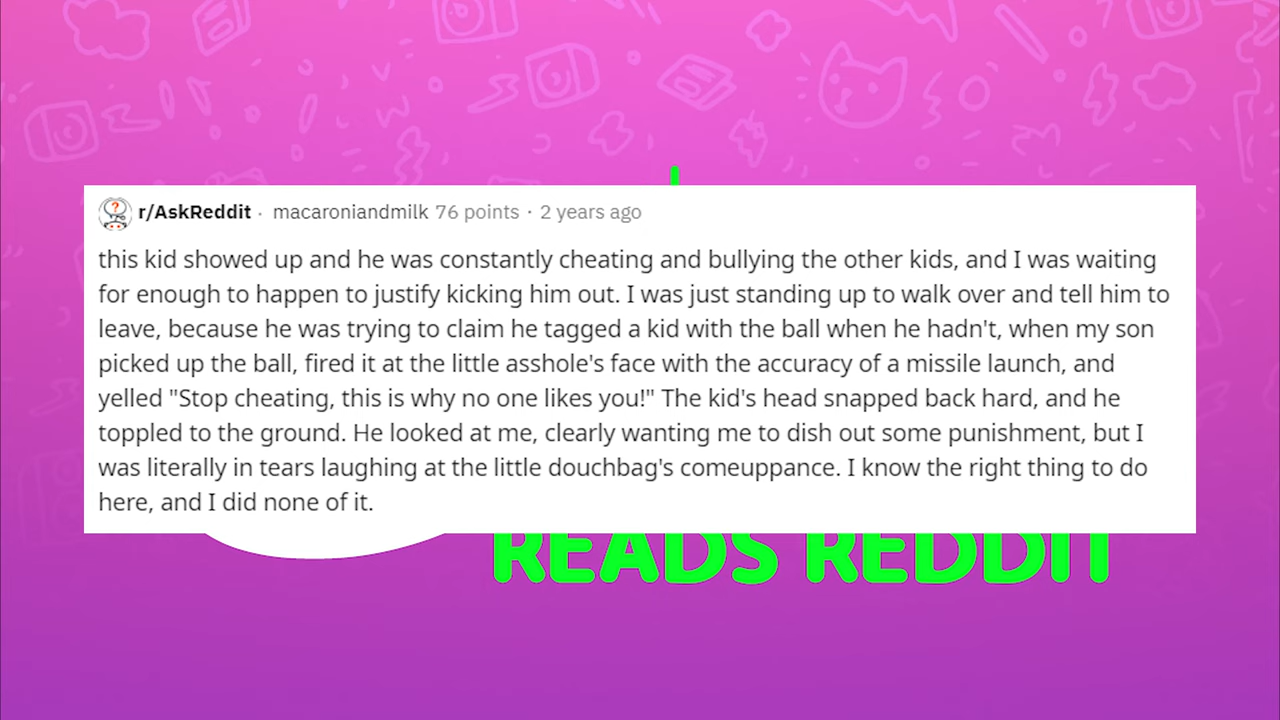 r/AskReddit · macaroniandmilk 76 points · 2 years ago
this kid showed up and he was constantly cheating and bullying the other kids, and I was waiting
for enough to happen to justify kicking him out. I was just standing up to walk over and tell him to
leave, because he was trying to claim he tagged a kid with the ball when he hadn't, when my son
picked up the ball, fired it at the little asshole's face with the accuracy of a missile launch, and
yelled "Stop cheating, this is why no one likes you!" The kid's head snapped back hard, and he
toppled to the ground. He looked at me, clearly wanting me to dish out some punishment, but I
was literally in tears laughing at the little douchbag's comeuppance. I know the right thing to do
here, and I did none of it.
READS REDDIT